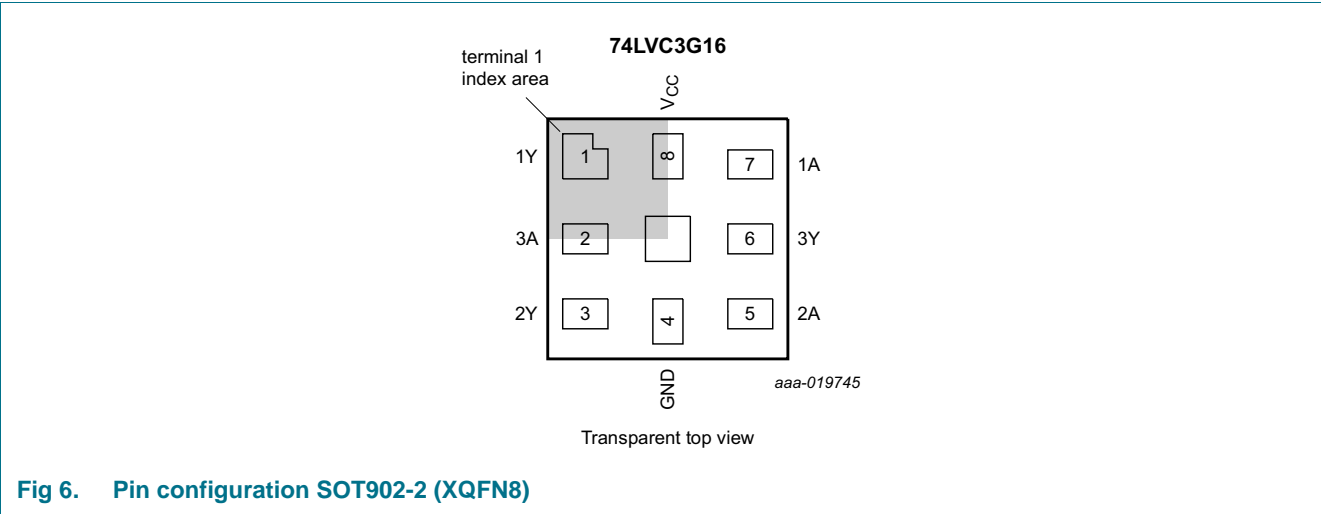 74LVC3G16
terminal 1
index area
VCC
1Y 1 8 7 1A
3A 2 6 3Y
2Y 3 4 5 2A
GND
aaa-019745
Transparent top view
Fig 6. Pin configuration SOT902-2 (XQFN8)